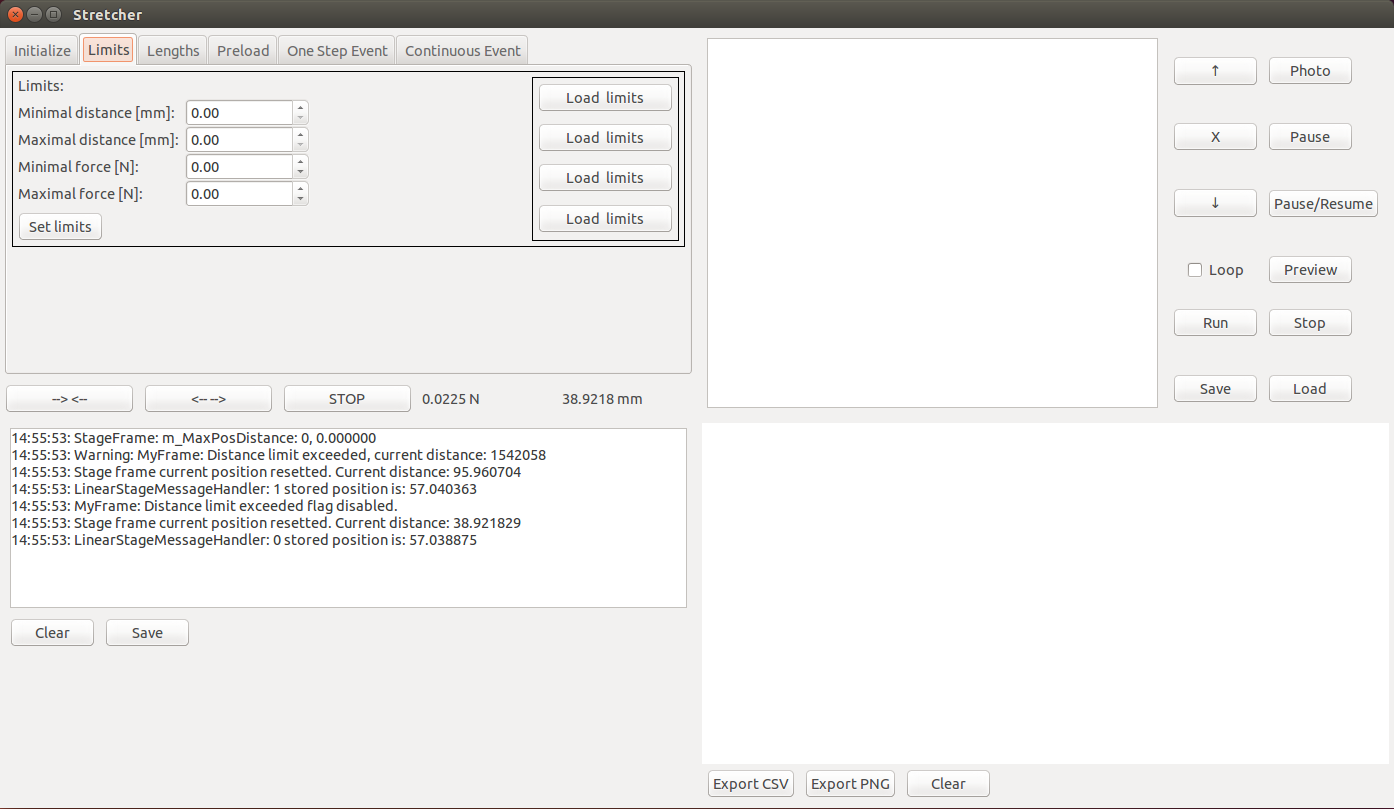 Stretcher
Initialize Limits Lengths Preload One Step Event Continuous Event
Limits:
Minimal distance [mm]: 0.00
Maximal distance [mm]: 0.00
Minimal force [N]: 0.00
Maximal force [N]: 0.00
Set limits
Load limits
Load limits
Load limits
Load limits
--> <-- <-- --> STOP 0.0225 N 38.9218 mm
14:55:53: StageFrame: m_MaxPosDistance: 0, 0.000000
14:55:53: Warning: MyFrame: Distance limit exceeded, current distance: 1542058
14:55:53: Stage frame current position resetted. Current distance: 95.960704
14:55:53: LinearStageMessageHandler: 1 stored position is: 57.040363
14:55:53: MyFrame: Distance limit exceeded flag disabled.
14:55:53: Stage frame current position resetted. Current distance: 38.921829
14:55:53: LinearStageMessageHandler: 0 stored position is: 57.038875
Clear Save
↑ Photo
X Pause
↓ Pause/Resume
Loop Preview
Run Stop
Save Load
Export CSV Export PNG Clear